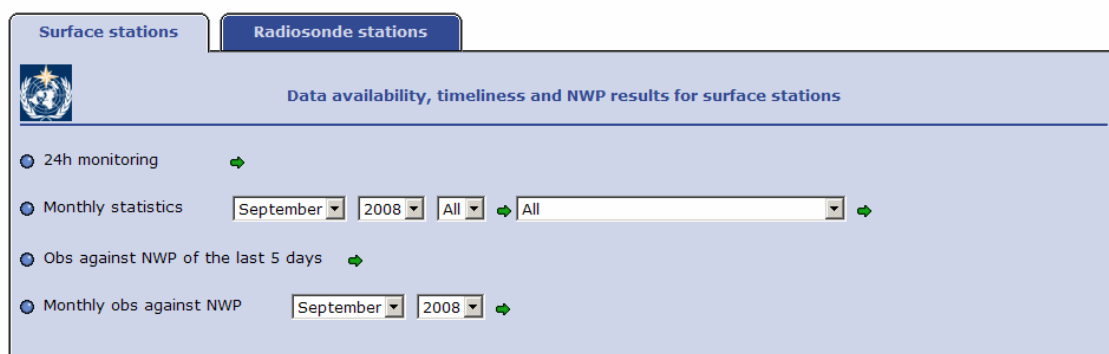 Surface stations Radiosonde stations
Data availability, timeliness and NWP results for surface stations
24h monitoring
Monthly statistics September 2008 All All
Obs against NWP of the last 5 days
Monthly obs against NWP September 2008